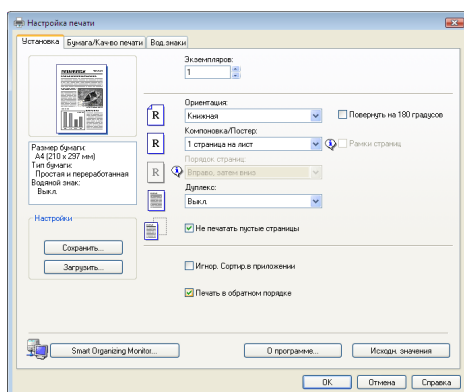 Настройка печати
Установка Бумага/Кач-во печати Вод.знаки
Экземпляров:
1
Ориентация:
Книжная
Повернуть на 180 градусов
Компоновка/Постер:
1 страница на лист
Рамки страниц
Порядок страниц:
Вправо, затем вниз
Дуплекс:
Выкл.
Не печатать пустые страницы
Размер бумаги:
A4 (210 x 297 мм)
Тип бумаги:
Простая и переработанная
Водяной знак:
Выкл.
Настройки
Сохранить...
Загрузить...
Игнор. Сортир.в приложении
Печать в обратном порядке
Smart Organizing Monitor...
О программе...
Исходн. значения
OK Отмена Справка